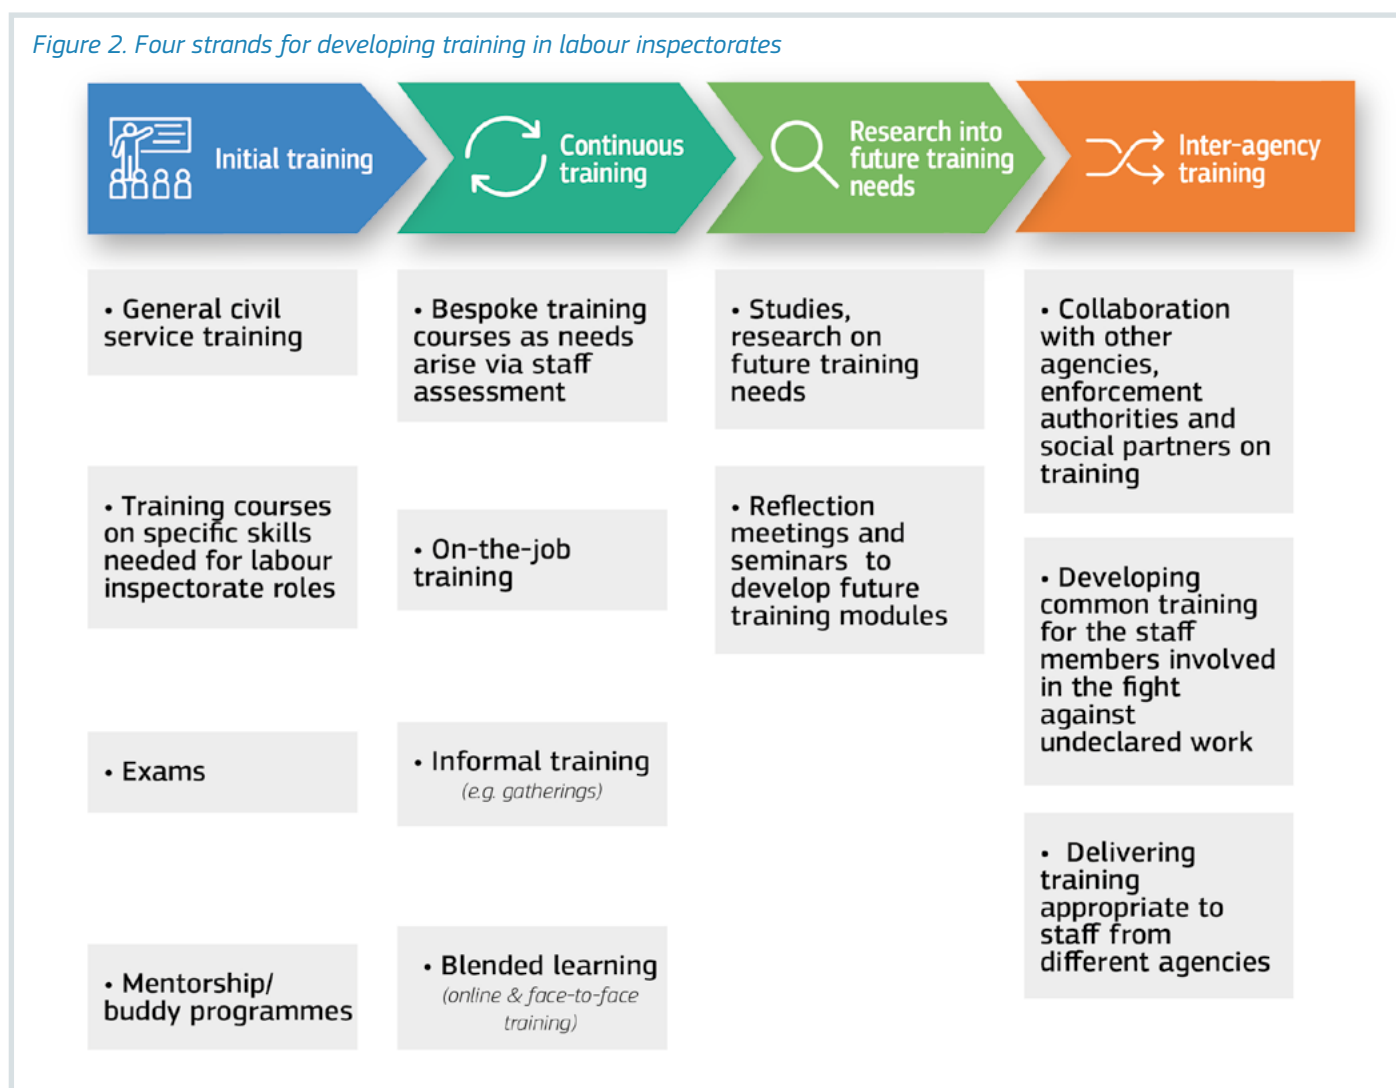 Figure 2. Four strands for developing training in labour inspectorates
Initial training
Continuous
training
Research into
future training
needs
Inter-agency
training
• General civil
service training
• Training courses
on specific skills
needed for labour
inspectorate roles
• Exams
• Mentorship/
buddy programmes
• Bespoke training
courses as needs
arise via staff
assessment
• On-the-job
training
• Informal training
(e.g. gatherings)
• Blended learning
(online & face-to-face
training)
• Studies,
research on
future training
needs
• Reflection
meetings and
seminars to
develop future
training modules
• Collaboration
with other
agencies,
enforcement
authorities and
social partners on
training
• Developing
common training
for the staff
members involved
in the fight
against
undeclared work
• Delivering
training
appropriate to
staff from
different agencies